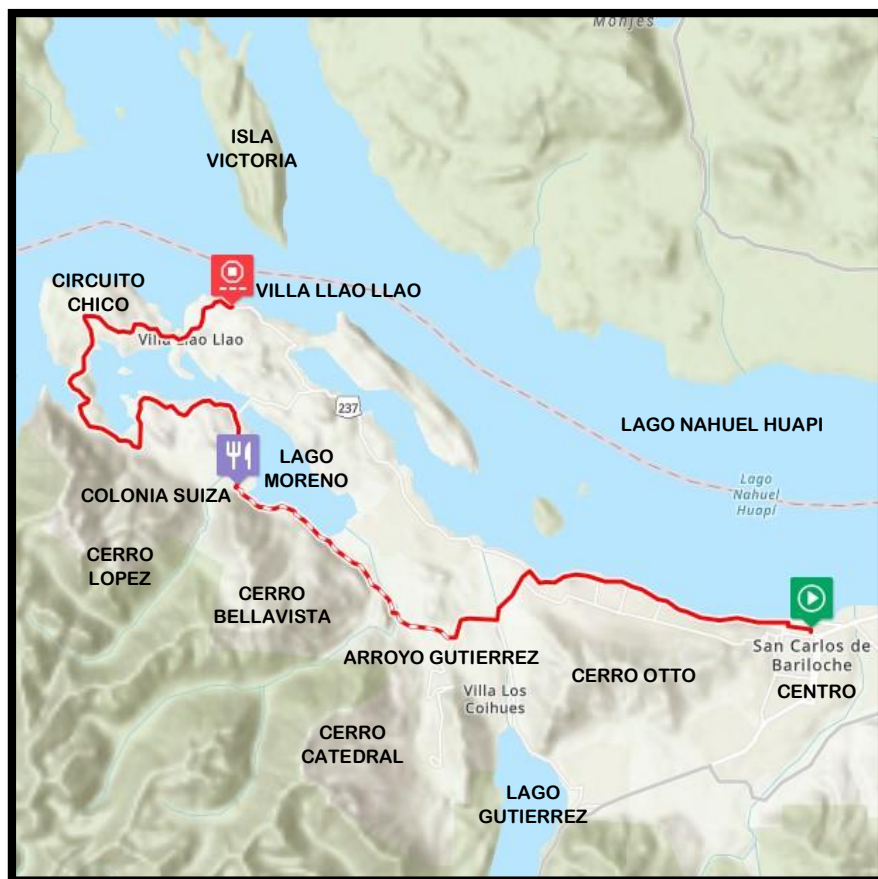 Monjes
ISLA
VICTORIA
CIRCUITO
CHICO
VILLA LLAO LLAO
Villa Llao Llao
237
LAGO NAHUEL HUAPI
LAGO
MORENO
Lago
Nahuel
Huapí
COLONIA SUIZA
CERRO
LOPEZ
CERRO
BELLAVISTA
San Carlos de
Bariloche
ARROYO GUTIERREZ
CERRO OTTO
CENTRO
Villa Los
Coihues
CERRO
CATEDRAL
LAGO
GUTIERREZ